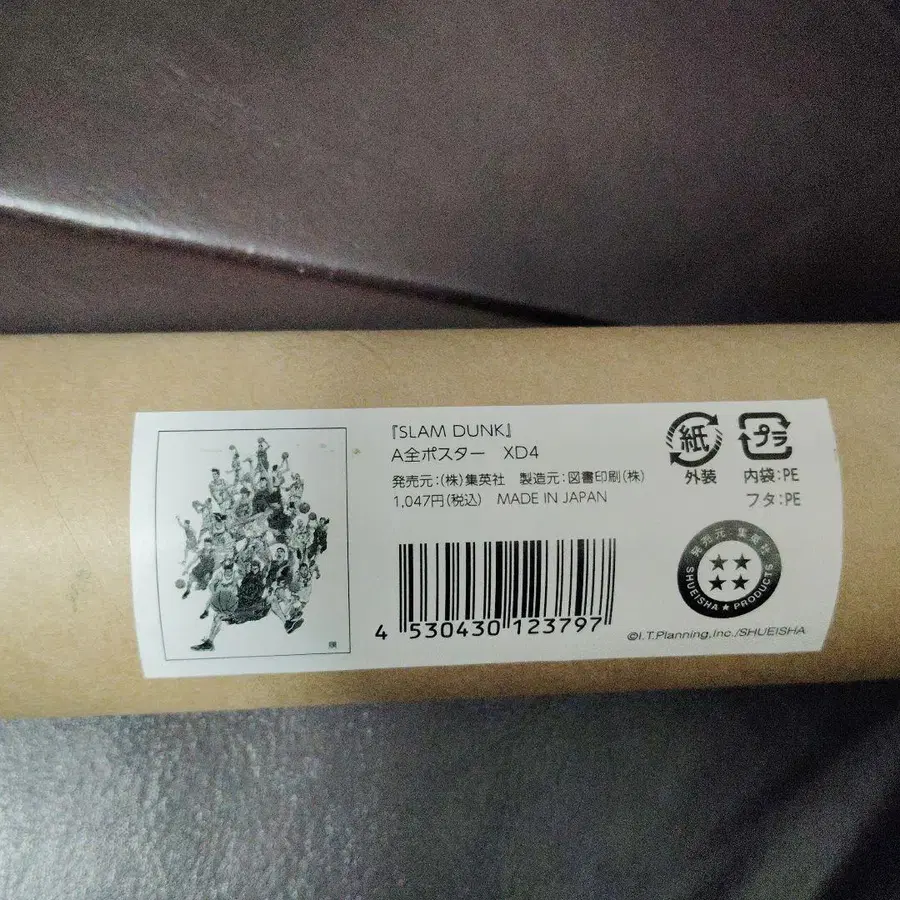 『SLAM DUNK』
A全ポスター XD4
発売元:(株)集英社 製造元:図書印刷(株)
1,047円(税込) MADE IN JAPAN
紙
外装
プラ
内袋:PE
フタ:PE
発売元 集英社
SHUEISHA★PRODUCTS
4 530430 123797
©I.T.Planning,Inc./SHUEISHA